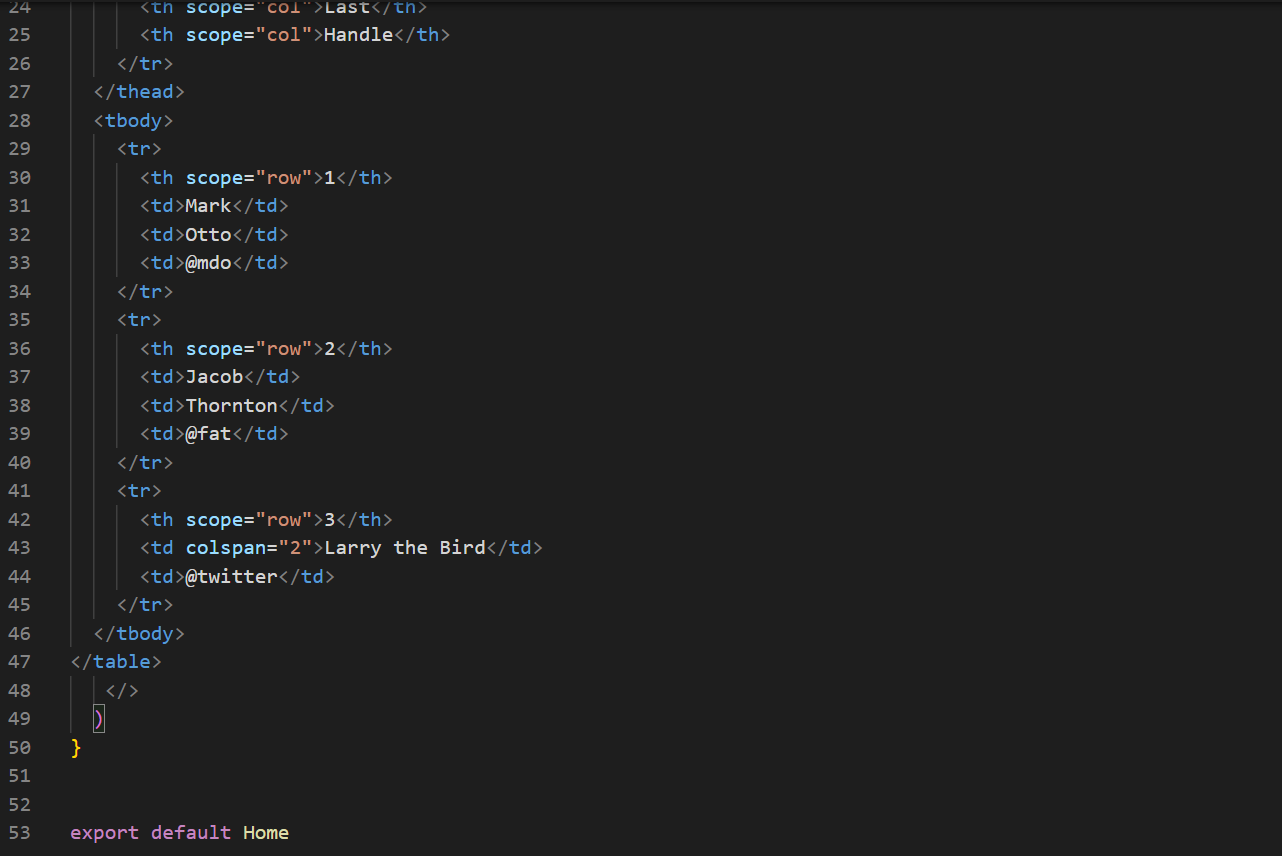 24 <th scope="col">Last</th>
25 <th scope="col">Handle</th>
26 </tr>
27 </thead>
28 <tbody>
29 <tr>
30 <th scope="row">1</th>
31 <td>Mark</td>
32 <td>Otto</td>
33 <td>@mdo</td>
34 </tr>
35 <tr>
36 <th scope="row">2</th>
37 <td>Jacob</td>
38 <td>Thornton</td>
39 <td>@fat</td>
40 </tr>
41 <tr>
42 <th scope="row">3</th>
43 <td colspan="2">Larry the Bird</td>
44 <td>@twitter</td>
45 </tr>
46 </tbody>
47 </table>
48 </>
49 )
50 }
51
52
53 export default Home